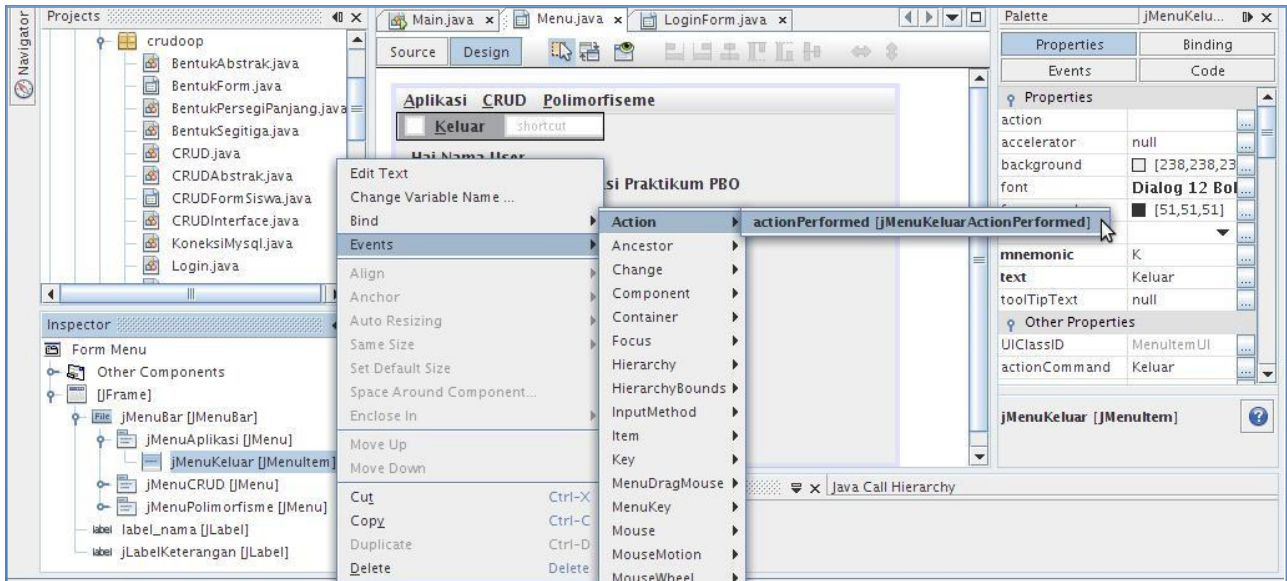 Navigator
Projects
crudoop
BentukAbstrak.java
BentukForm.java
BentukPersegiPanjang.java
BentukSegitiga.java
CRUD.java
CRUDAbstrak.java
CRUDFormSiswa.java
CRUDInterface.java
KoneksiMysql.java
Login.java
Inspector
Form Menu
Other Components
[JFrame]
File jMenuBar [JMenuBar]
jMenuAplikasi [JMenu]
jMenuKeluar [JMenuItem]
jMenuCRUD [JMenu]
jMenuPolimorfisme [JMenu]
label label_nama [JLabel]
label jLabelKeterangan [JLabel]
Main.java
Menu.java
LoginForm.java
Source
Design
Aplikasi CRUD Polimorfiseme
Keluar shortcut
Hai Nama User
si Praktikum PBO
Edit Text
Change Variable Name ...
Bind
Events
Align
Anchor
Auto Resizing
Same Size
Set Default Size
Space Around Component...
Enclose In
Move Up
Move Down
Cut Ctrl-X
Copy Ctrl-C
Duplicate Ctrl-D
Delete Delete
Action
Ancestor
Change
Component
Container
Focus
Hierarchy
HierarchyBounds
InputMethod
Item
Key
MenuDragMouse
MenuKey
Mouse
MouseMotion
MouseWheel
actionPerformed [jMenuKeluarActionPerformed]
Java Call Hierarchy
Palette
jMenuKelu...
Properties
Binding
Events
Code
Properties
action ...
accelerator null ...
background [238,238,23...
font Dialog 12 Bol...
[51,51,51] ...
...
mnemonic K ...
text Keluar ...
toolTipText null ...
Other Properties
UIClassID MenuItemUI ...
actionCommand Keluar ...
jMenuKeluar [JMenuItem]
?